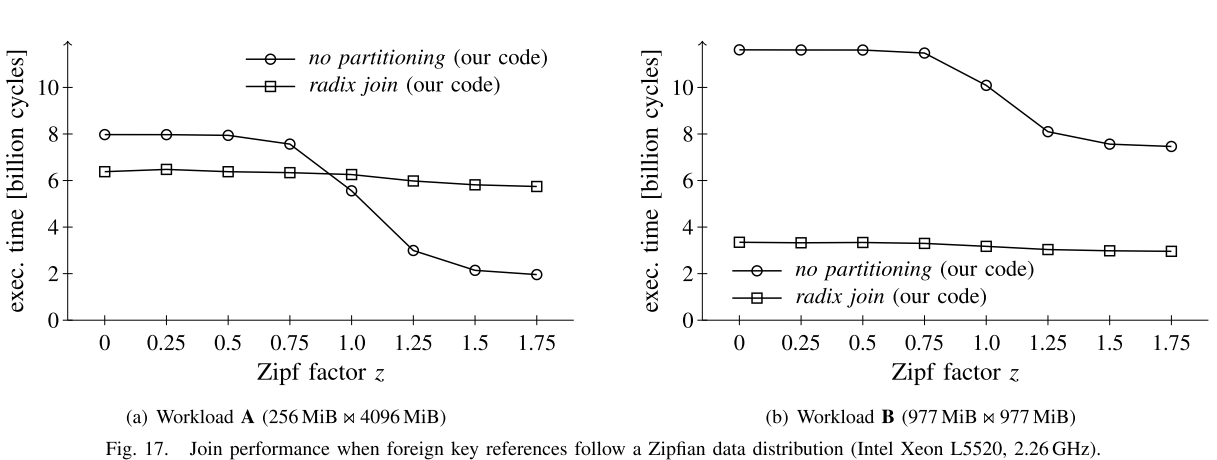 exec. time [billion cycles]
10
8
6
4
2
0
no partitioning (our code)
radix join (our code)
0 0.25 0.5 0.75 1.0 1.25 1.5 1.75
Zipf factor z
(a) Workload A (256 MiB ⋈ 4096 MiB)
exec. time [billion cycles]
10
8
6
4
2
0
no partitioning (our code)
radix join (our code)
0 0.25 0.5 0.75 1.0 1.25 1.5 1.75
Zipf factor z
(b) Workload B (977 MiB ⋈ 977 MiB)
Fig. 17. Join performance when foreign key references follow a Zipfian data distribution (Intel Xeon L5520, 2.26 GHz).